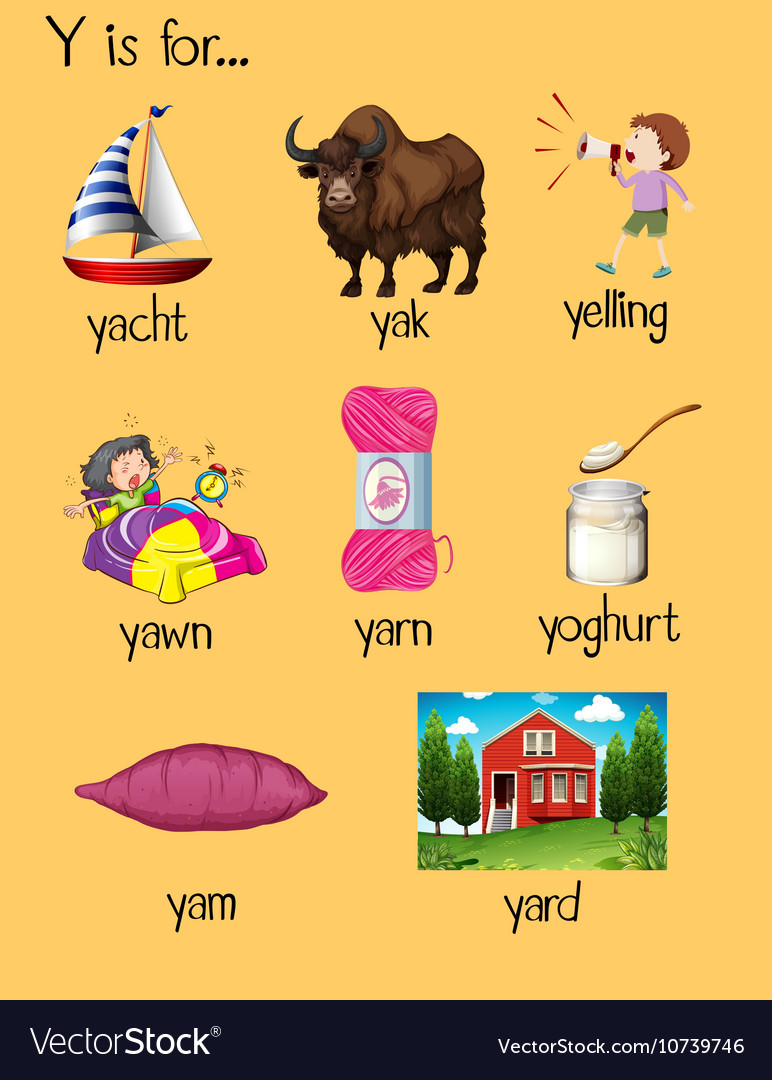 Y is for...
yacht yak yelling
yawn yarn yoghurt
yam yard
VectorStock® VectorStock.com/10739746